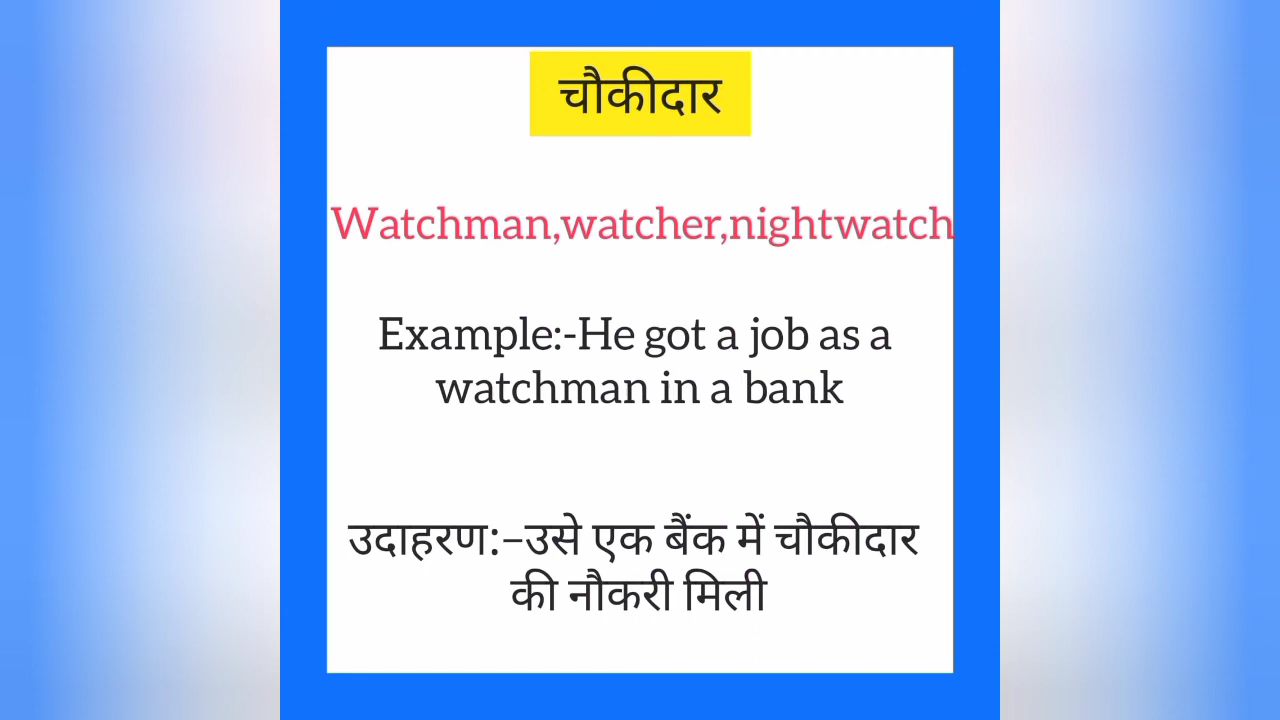 चौकीदार
Watchman,watcher,nightwatch
Example:-He got a job as a
watchman in a bank
उदाहरण:–उसे एक बैंक में चौकीदार
की नौकरी मिली